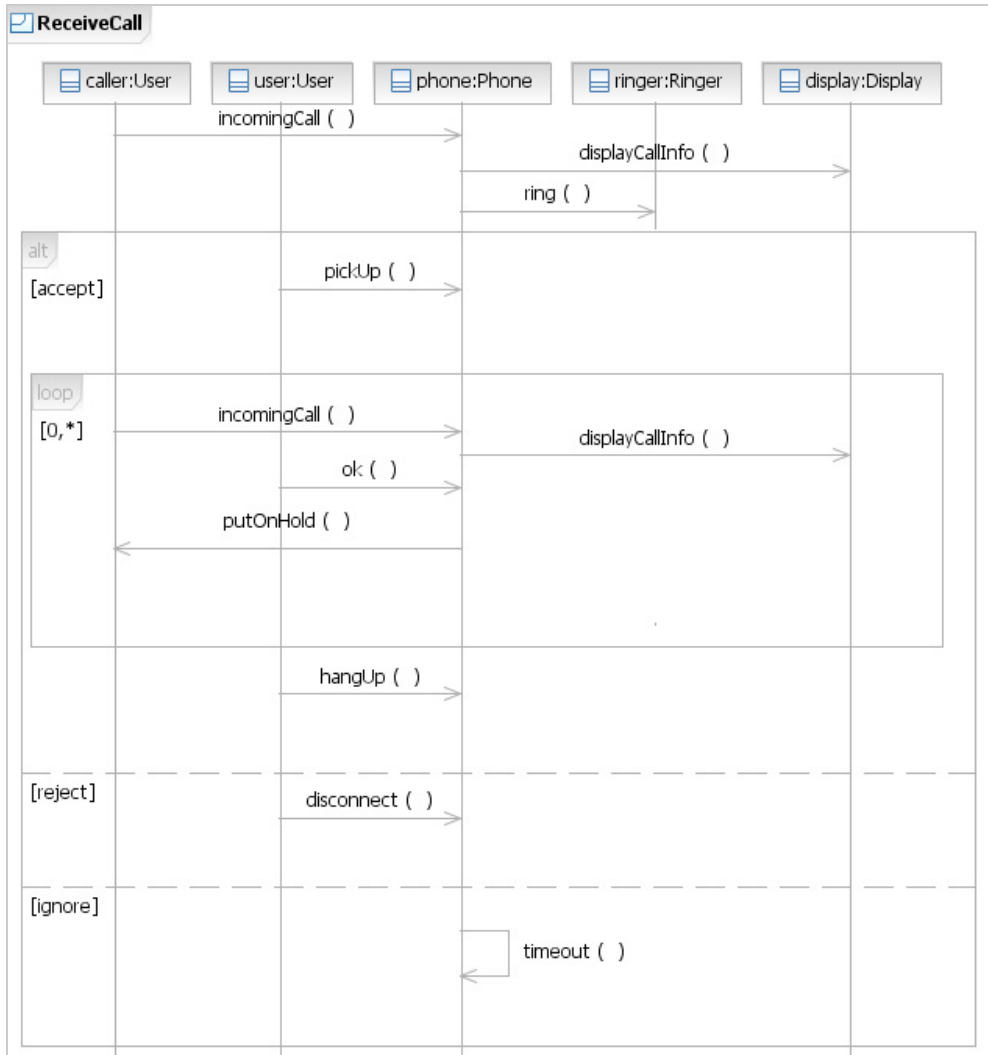 ReceiveCall
caller:User
user:User
phone:Phone
ringer:Ringer
display:Display
incomingCall ( )
displayCallInfo ( )
ring ( )
alt
[accept]
pickUp ( )
loop
[0,*]
incomingCall ( )
displayCallInfo ( )
ok ( )
putOnHold ( )
hangUp ( )
[reject]
disconnect ( )
[ignore]
timeout ( )